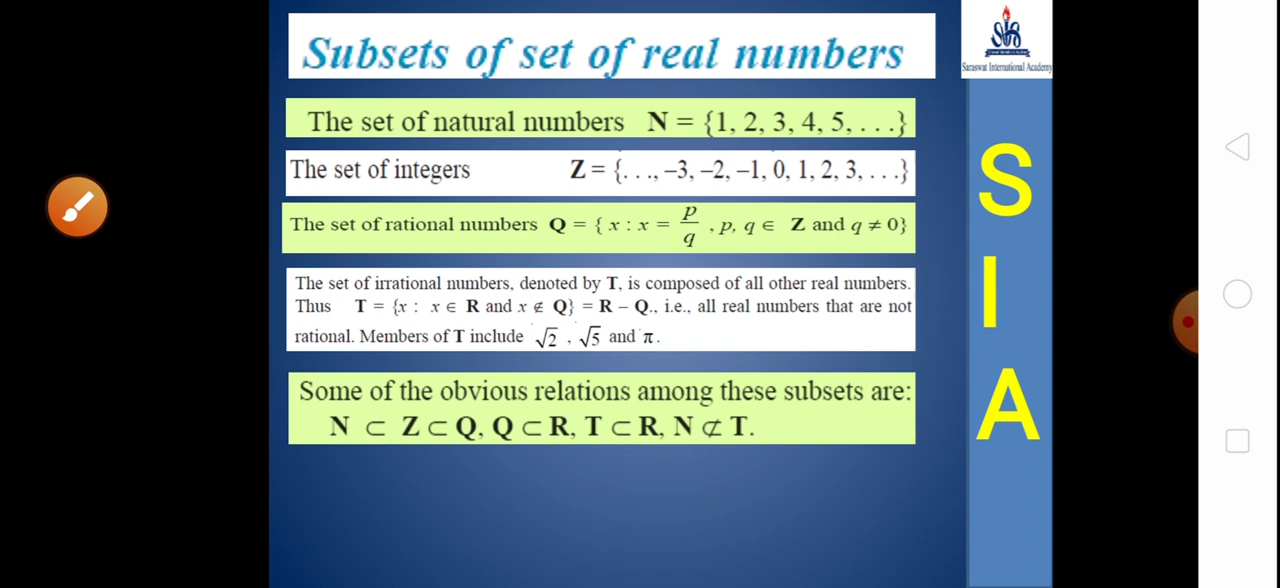 Subsets of set of real numbers
SIA
Saraswat International Academy
The set of natural numbers N = {1, 2, 3, 4, 5, . . .}
The set of integers Z = {. . ., –3, –2, –1, 0, 1, 2, 3, . . .}
The set of rational numbers Q = { x : x = p/q , p, q ∈ Z and q ≠ 0}
The set of irrational numbers, denoted by T, is composed of all other real numbers.
Thus T = {x : x ∈ R and x ∉ Q} = R – Q., i.e., all real numbers that are not
rational. Members of T include √2 , √5 and π .
Some of the obvious relations among these subsets are:
N ⊂ Z ⊂ Q, Q ⊂ R, T ⊂ R, N ⊄ T.
S
I
A